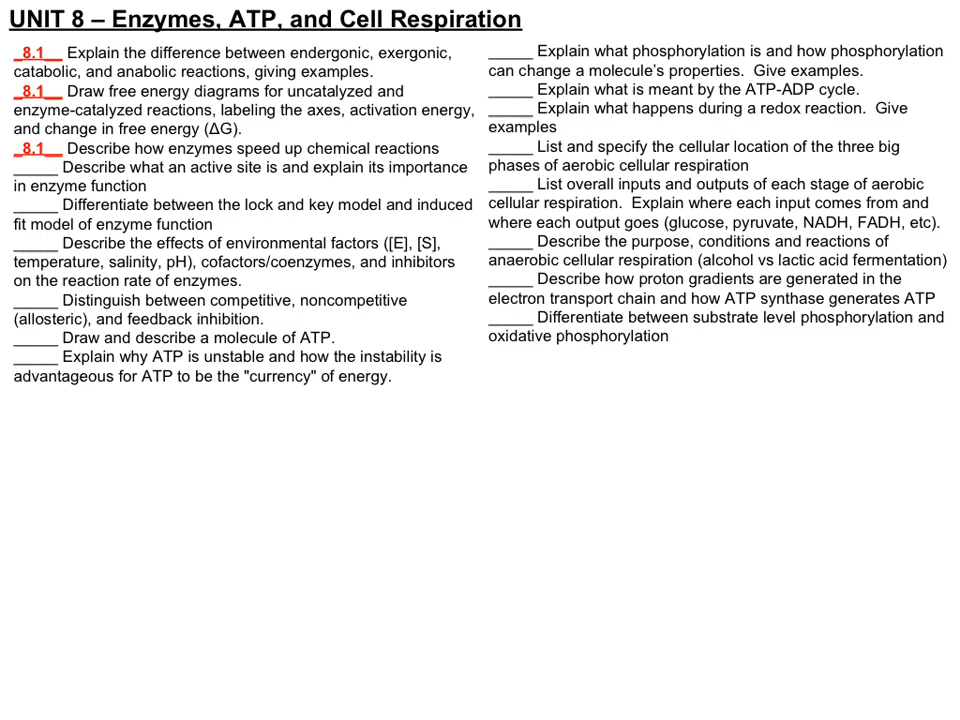 UNIT 8 – Enzymes, ATP, and Cell Respiration
_8.1__ Explain the difference between endergonic, exergonic,
catabolic, and anabolic reactions, giving examples.
_8.1__ Draw free energy diagrams for uncatalyzed and
enzyme-catalyzed reactions, labeling the axes, activation energy,
and change in free energy (ΔG).
_8.1__ Describe how enzymes speed up chemical reactions
_____ Describe what an active site is and explain its importance
in enzyme function
_____ Differentiate between the lock and key model and induced
fit model of enzyme function
_____ Describe the effects of environmental factors ([E], [S],
temperature, salinity, pH), cofactors/coenzymes, and inhibitors
on the reaction rate of enzymes.
_____ Distinguish between competitive, noncompetitive
(allosteric), and feedback inhibition.
_____ Draw and describe a molecule of ATP.
_____ Explain why ATP is unstable and how the instability is
advantageous for ATP to be the "currency" of energy.
_____ Explain what phosphorylation is and how phosphorylation
can change a molecule’s properties.  Give examples.
_____ Explain what is meant by the ATP-ADP cycle.
_____ Explain what happens during a redox reaction.  Give
examples
_____ List and specify the cellular location of the three big
phases of aerobic cellular respiration
_____ List overall inputs and outputs of each stage of aerobic
cellular respiration.  Explain where each input comes from and
where each output goes (glucose, pyruvate, NADH, FADH, etc).
_____ Describe the purpose, conditions and reactions of
anaerobic cellular respiration (alcohol vs lactic acid fermentation)
_____ Describe how proton gradients are generated in the
electron transport chain and how ATP synthase generates ATP
_____ Differentiate between substrate level phosphorylation and
oxidative phosphorylation